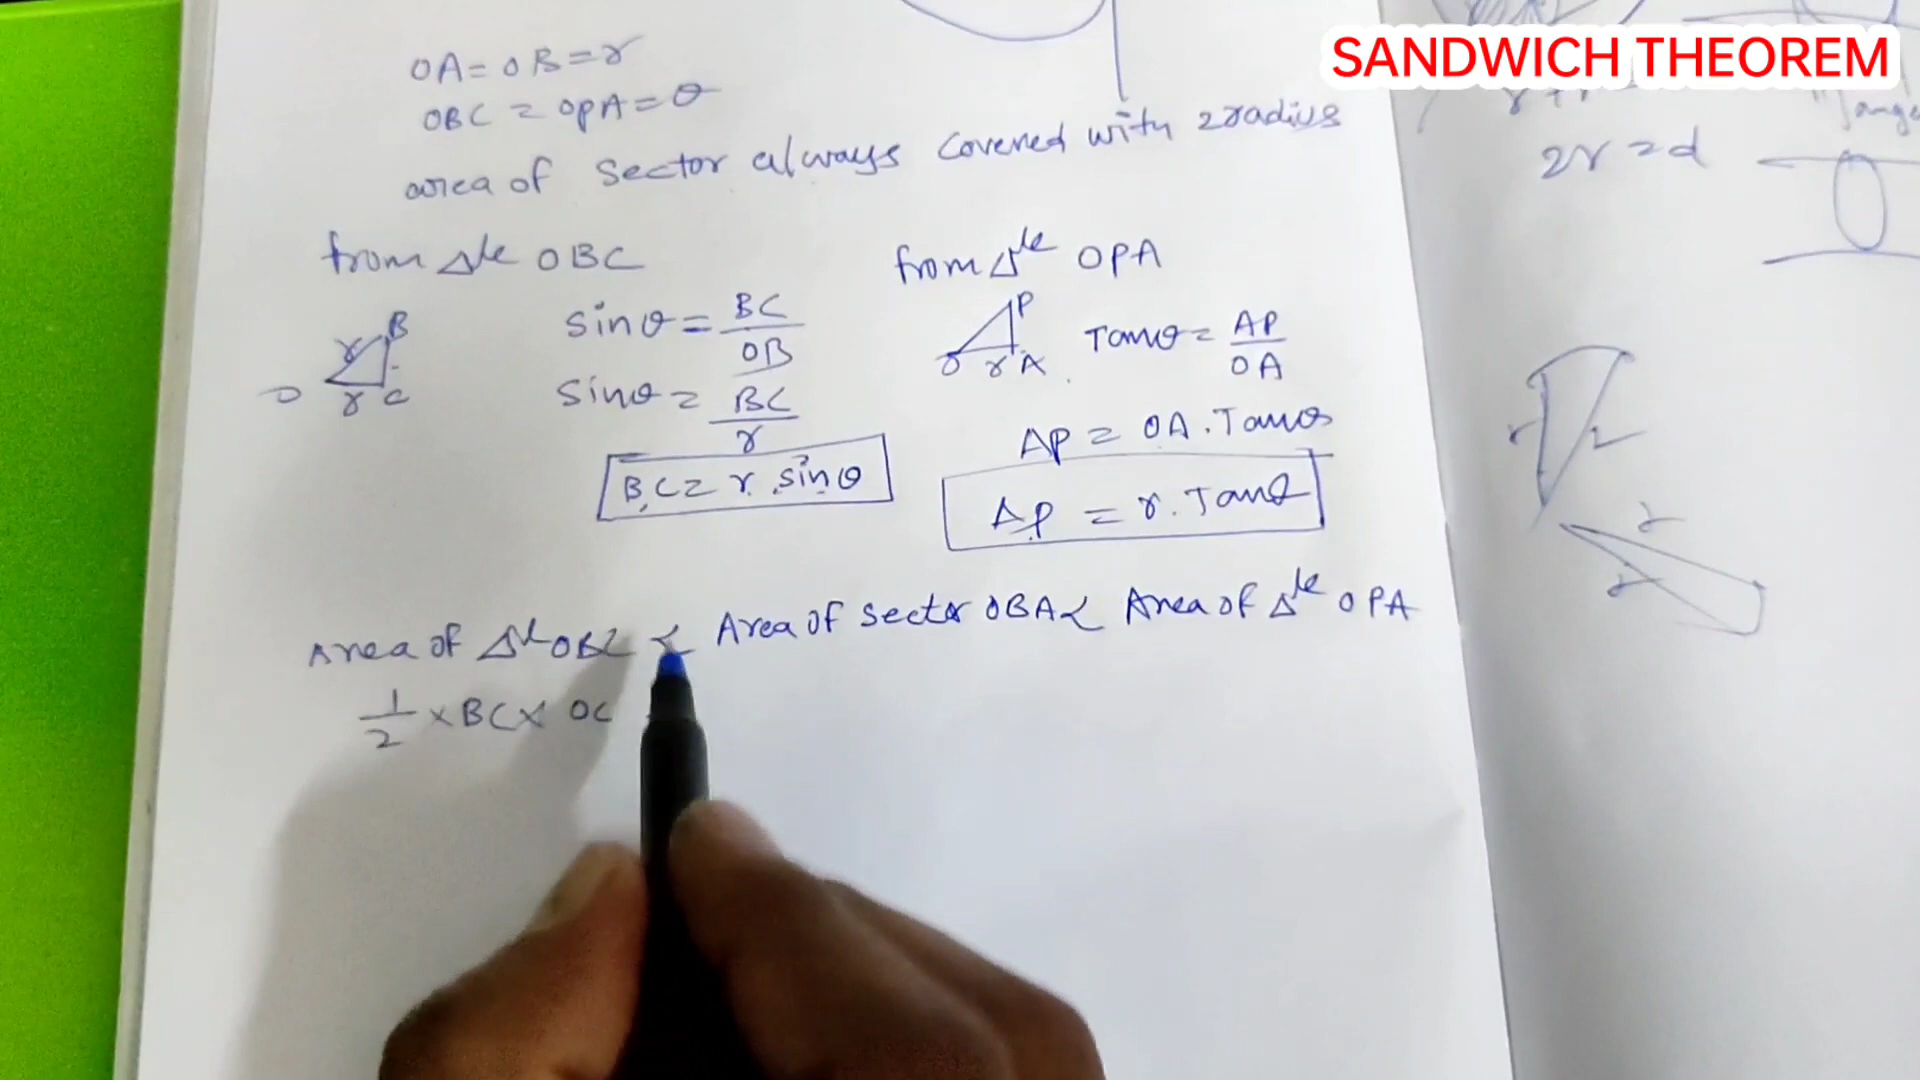 SANDWICH THEOREM
OA = OB = r
OBC = OPA = θ
area of sector always covered with 2 radius
2r = d
from Δle OBC
B
r
O r C
sinθ = BC/OB
sinθ = BC/r
BC = r sinθ
from Δle OPA
P
O r A
Tanθ = AP/OA
AP = OA . Tanθ
AP = r . Tanθ
Area of Δle OBC < Area of sector OBA < Area of Δle OPA
1/2 × BC × OC